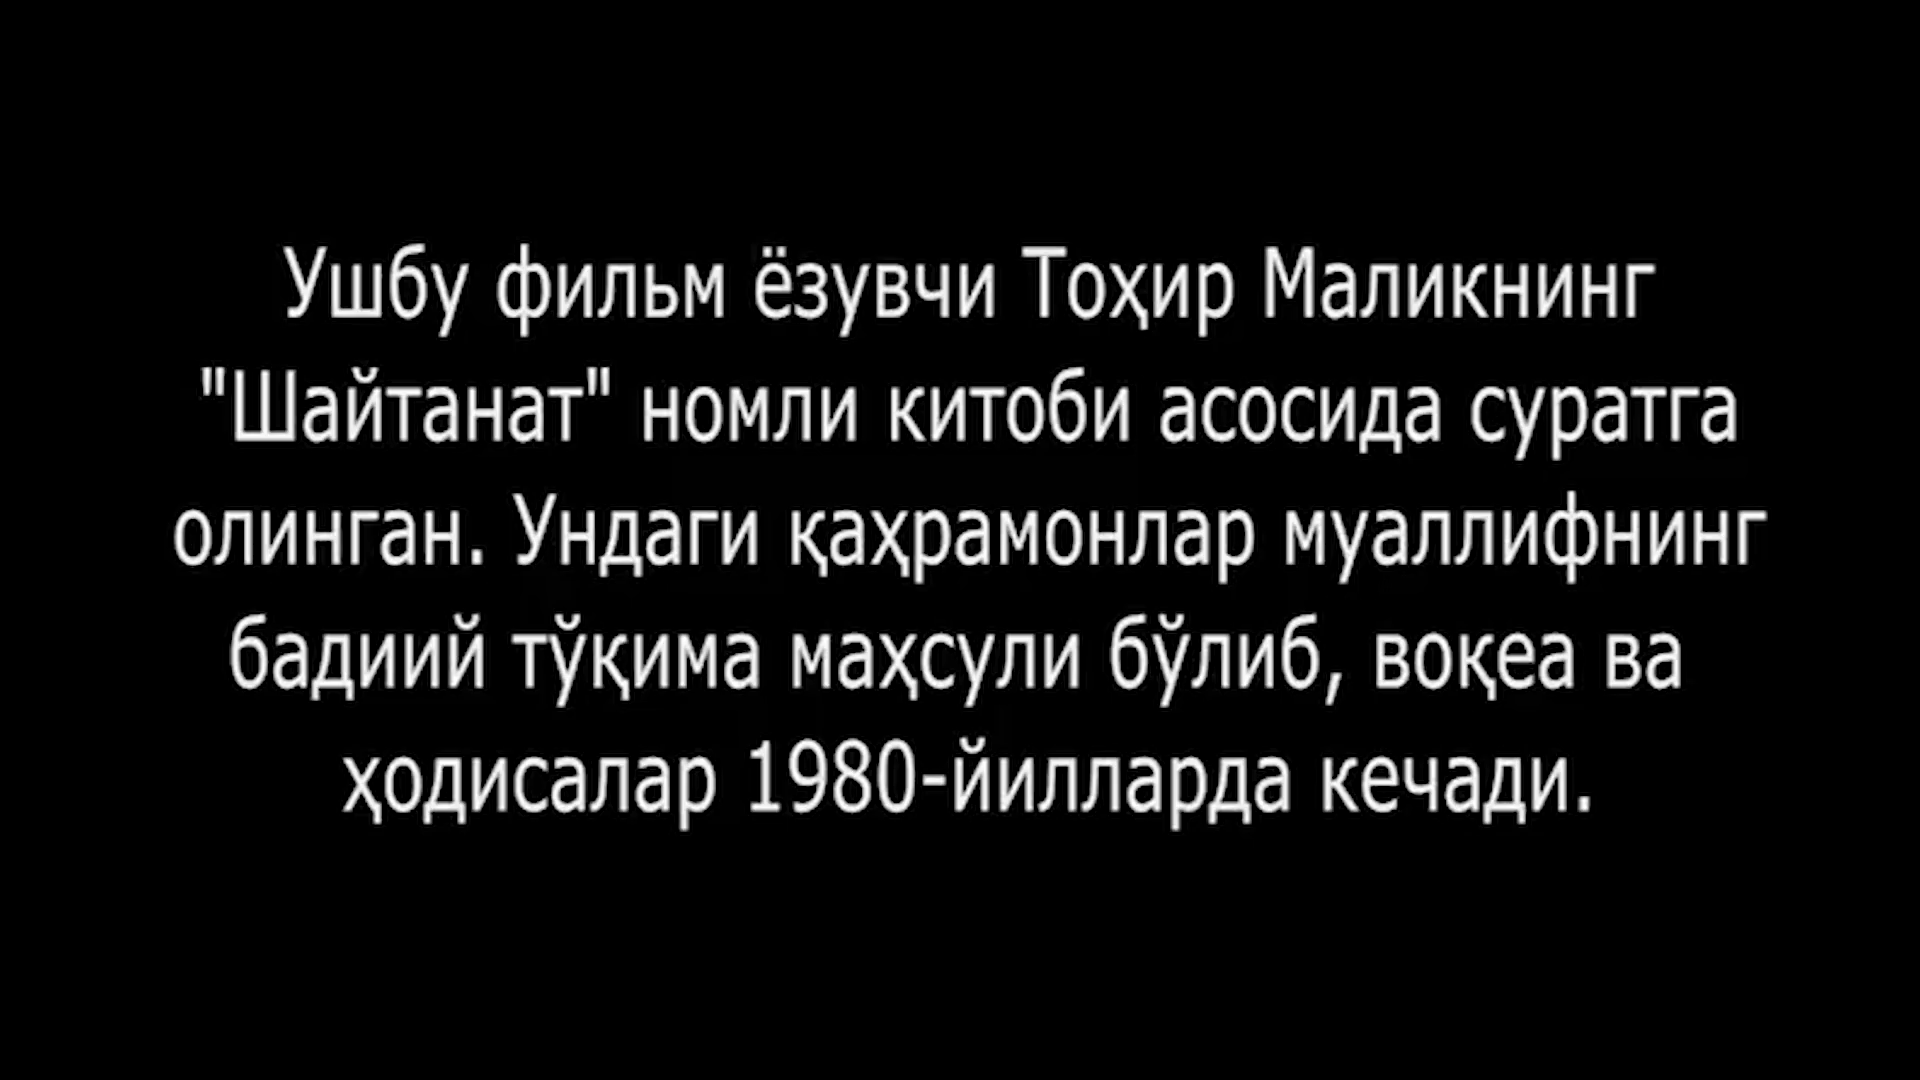 Ушбу фильм ёзувчи Тоҳир Маликнинг
"Шайтанат" номли китоби асосида суратга
олинган. Ундаги қаҳрамонлар муаллифнинг
бадиий тўқима маҳсули бўлиб, воқеа ва
ҳодисалар 1980-йилларда кечади.